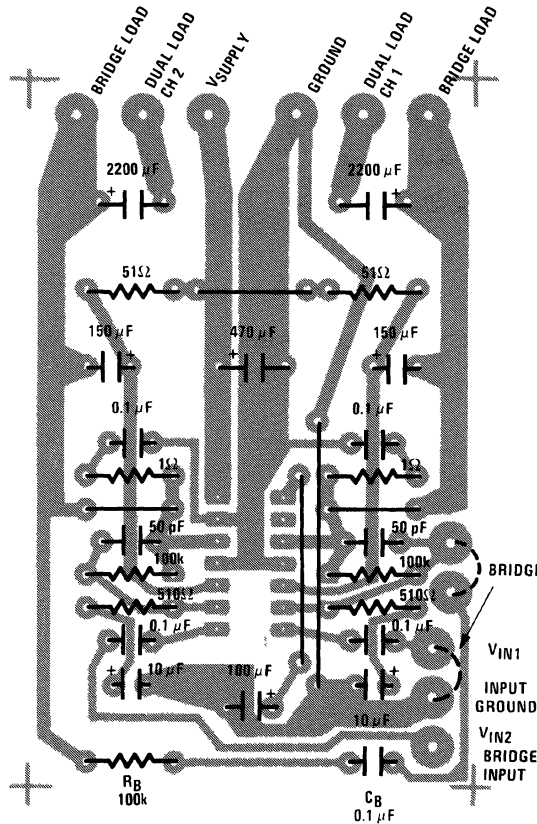 BRIDGE LOAD
DUAL LOAD
CH 2
VSUPPLY
GROUND
DUAL LOAD
CH 1
BRIDGE LOAD
2200 µF
+
2200 µF
+
51Ω
51Ω
150 µF
+
470 µF
+
150 µF
+
0.1 µF
0.1 µF
1Ω
1Ω
50 pF
50 pF
100k
100k
BRIDGE
510Ω
510Ω
0.1 µF
0.1 µF
VIN1
10 µF
+
100 µF
+
+
10 µF
INPUT
GROUND
VIN2
BRIDGE
INPUT
RB
100k
CB
0.1 µF